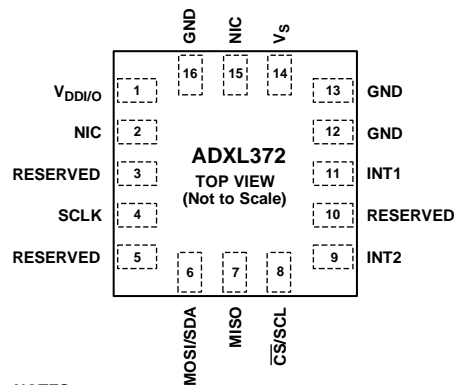 GND
NIC
VS
16
15
14
VDDI/O
1
13
GND
NIC
2
12
GND
ADXL372
RESERVED
3
TOP VIEW
11
INT1
(Not to Scale)
SCLK
4
10
RESERVED
RESERVED
5
9
INT2
6
7
8
MOSI/SDA
MISO
CS/SCL